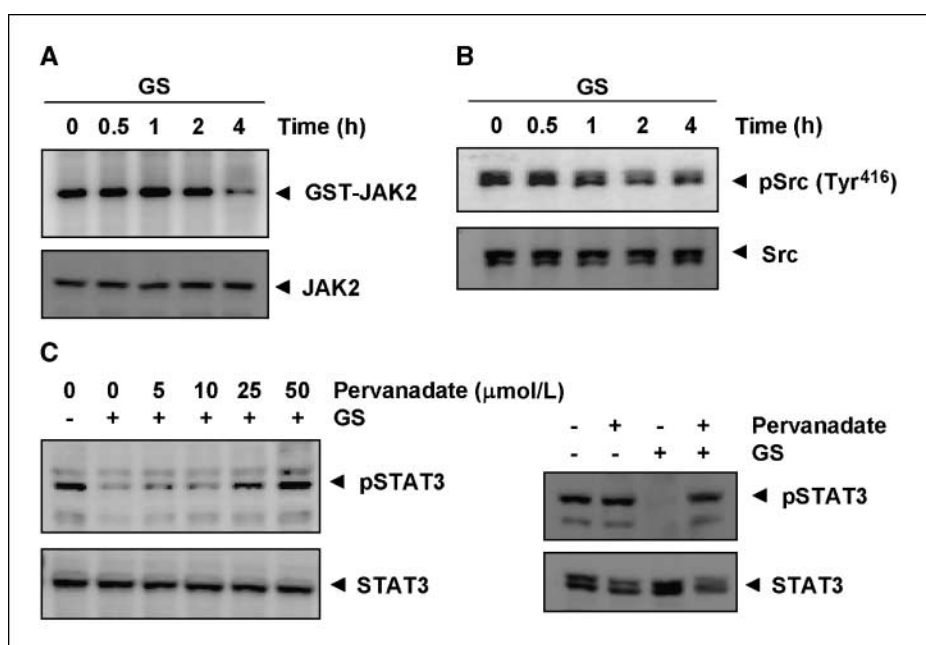 A
GS
0 0.5 1 2 4 Time (h)
GST-JAK2
JAK2
B
GS
0 0.5 1 2 4 Time (h)
pSrc (Tyr416)
Src
C
0 0 5 10 25 50 Pervanadate (μmol/L)
- + + + + + GS
pSTAT3
STAT3
- + - + Pervanadate
- - + + GS
pSTAT3
STAT3